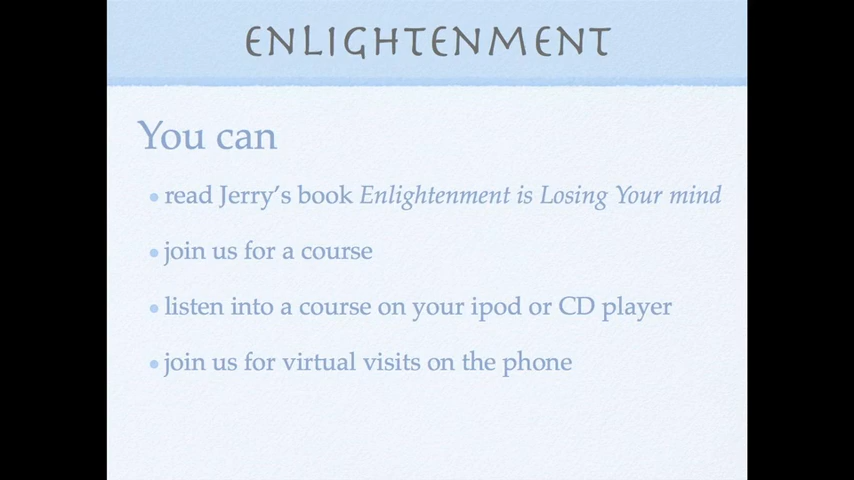 ENLIGHTENMENT
You can
• read Jerry's book Enlightenment is Losing Your mind
• join us for a course
• listen into a course on your ipod or CD player
• join us for virtual visits on the phone